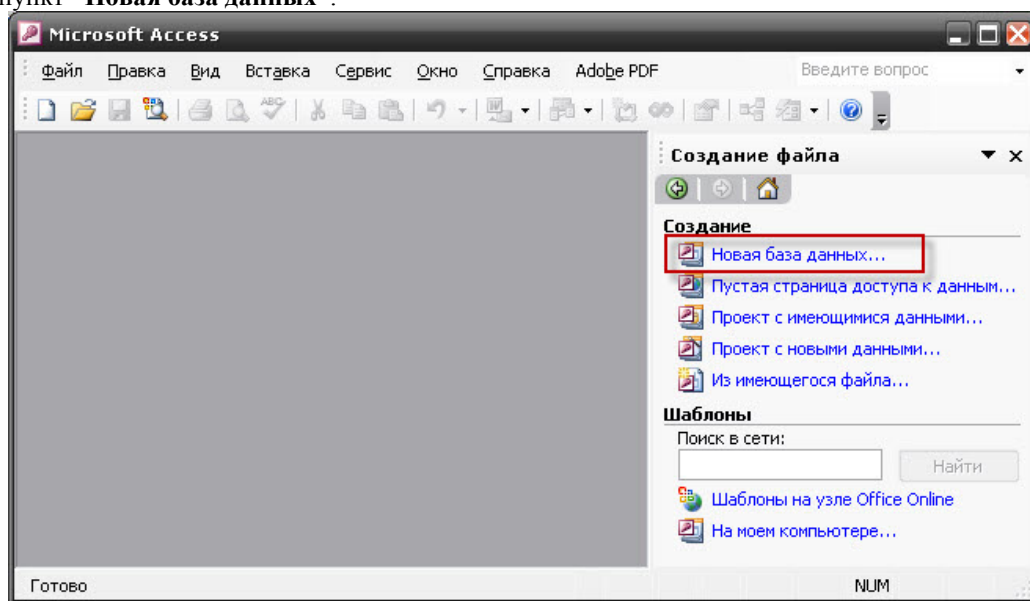 пункт "Новая база данных".
Microsoft Access
Файл Правка Вид Вставка Сервис Окно Справка Adobe PDF Введите вопрос
Создание файла
Создание
Новая база данных...
Пустая страница доступа к данным...
Проект с имеющимися данными...
Проект с новыми данными...
Из имеющегося файла...
Шаблоны
Поиск в сети:
Найти
Шаблоны на узле Office Online
На моем компьютере...
Готово NUM